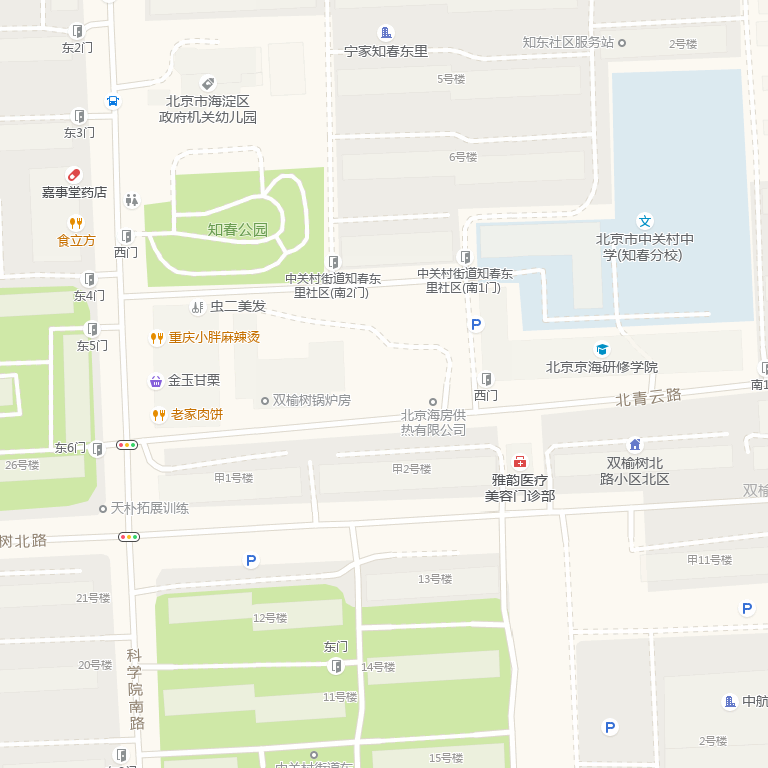 东2门
宁家知春东里
知东社区服务站
2号楼
5号楼
北京市海淀区
政府机关幼儿园
东3门
6号楼
嘉事堂药店
食立方
西门
知春公园
北京市中关村中
学(知春分校)
中关村街道知春东
里社区(南2门)
中关村街道知春东
里社区(南1门)
东4门
虫二美发
P
东5门
重庆小胖麻辣烫
北京京海研修学院
金玉甘栗
西门
南1
双榆树锅炉房
北青云路
老家肉饼
北京海房供
热有限公司
东6门
26号楼
甲1号楼
甲2号楼
雅韵医疗
美容门诊部
双榆树北
路小区北区
双榆
天朴拓展训练
树北路
P
甲11号楼
13号楼
21号楼
12号楼
P
东门
科学院南路
20号楼
14号楼
11号楼
中航
P
2号楼
15号楼
中关村街道东